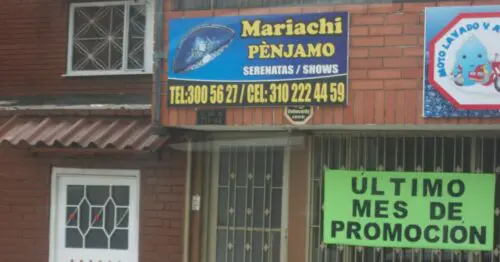 Mariachi
PÈNJAMO
SERENATAS / SHOWS
TEL:300 56 27 / CEL: 310 222 44 59
MOTO LAVADO Y
ULTIMO
MES DE
PROMOCION